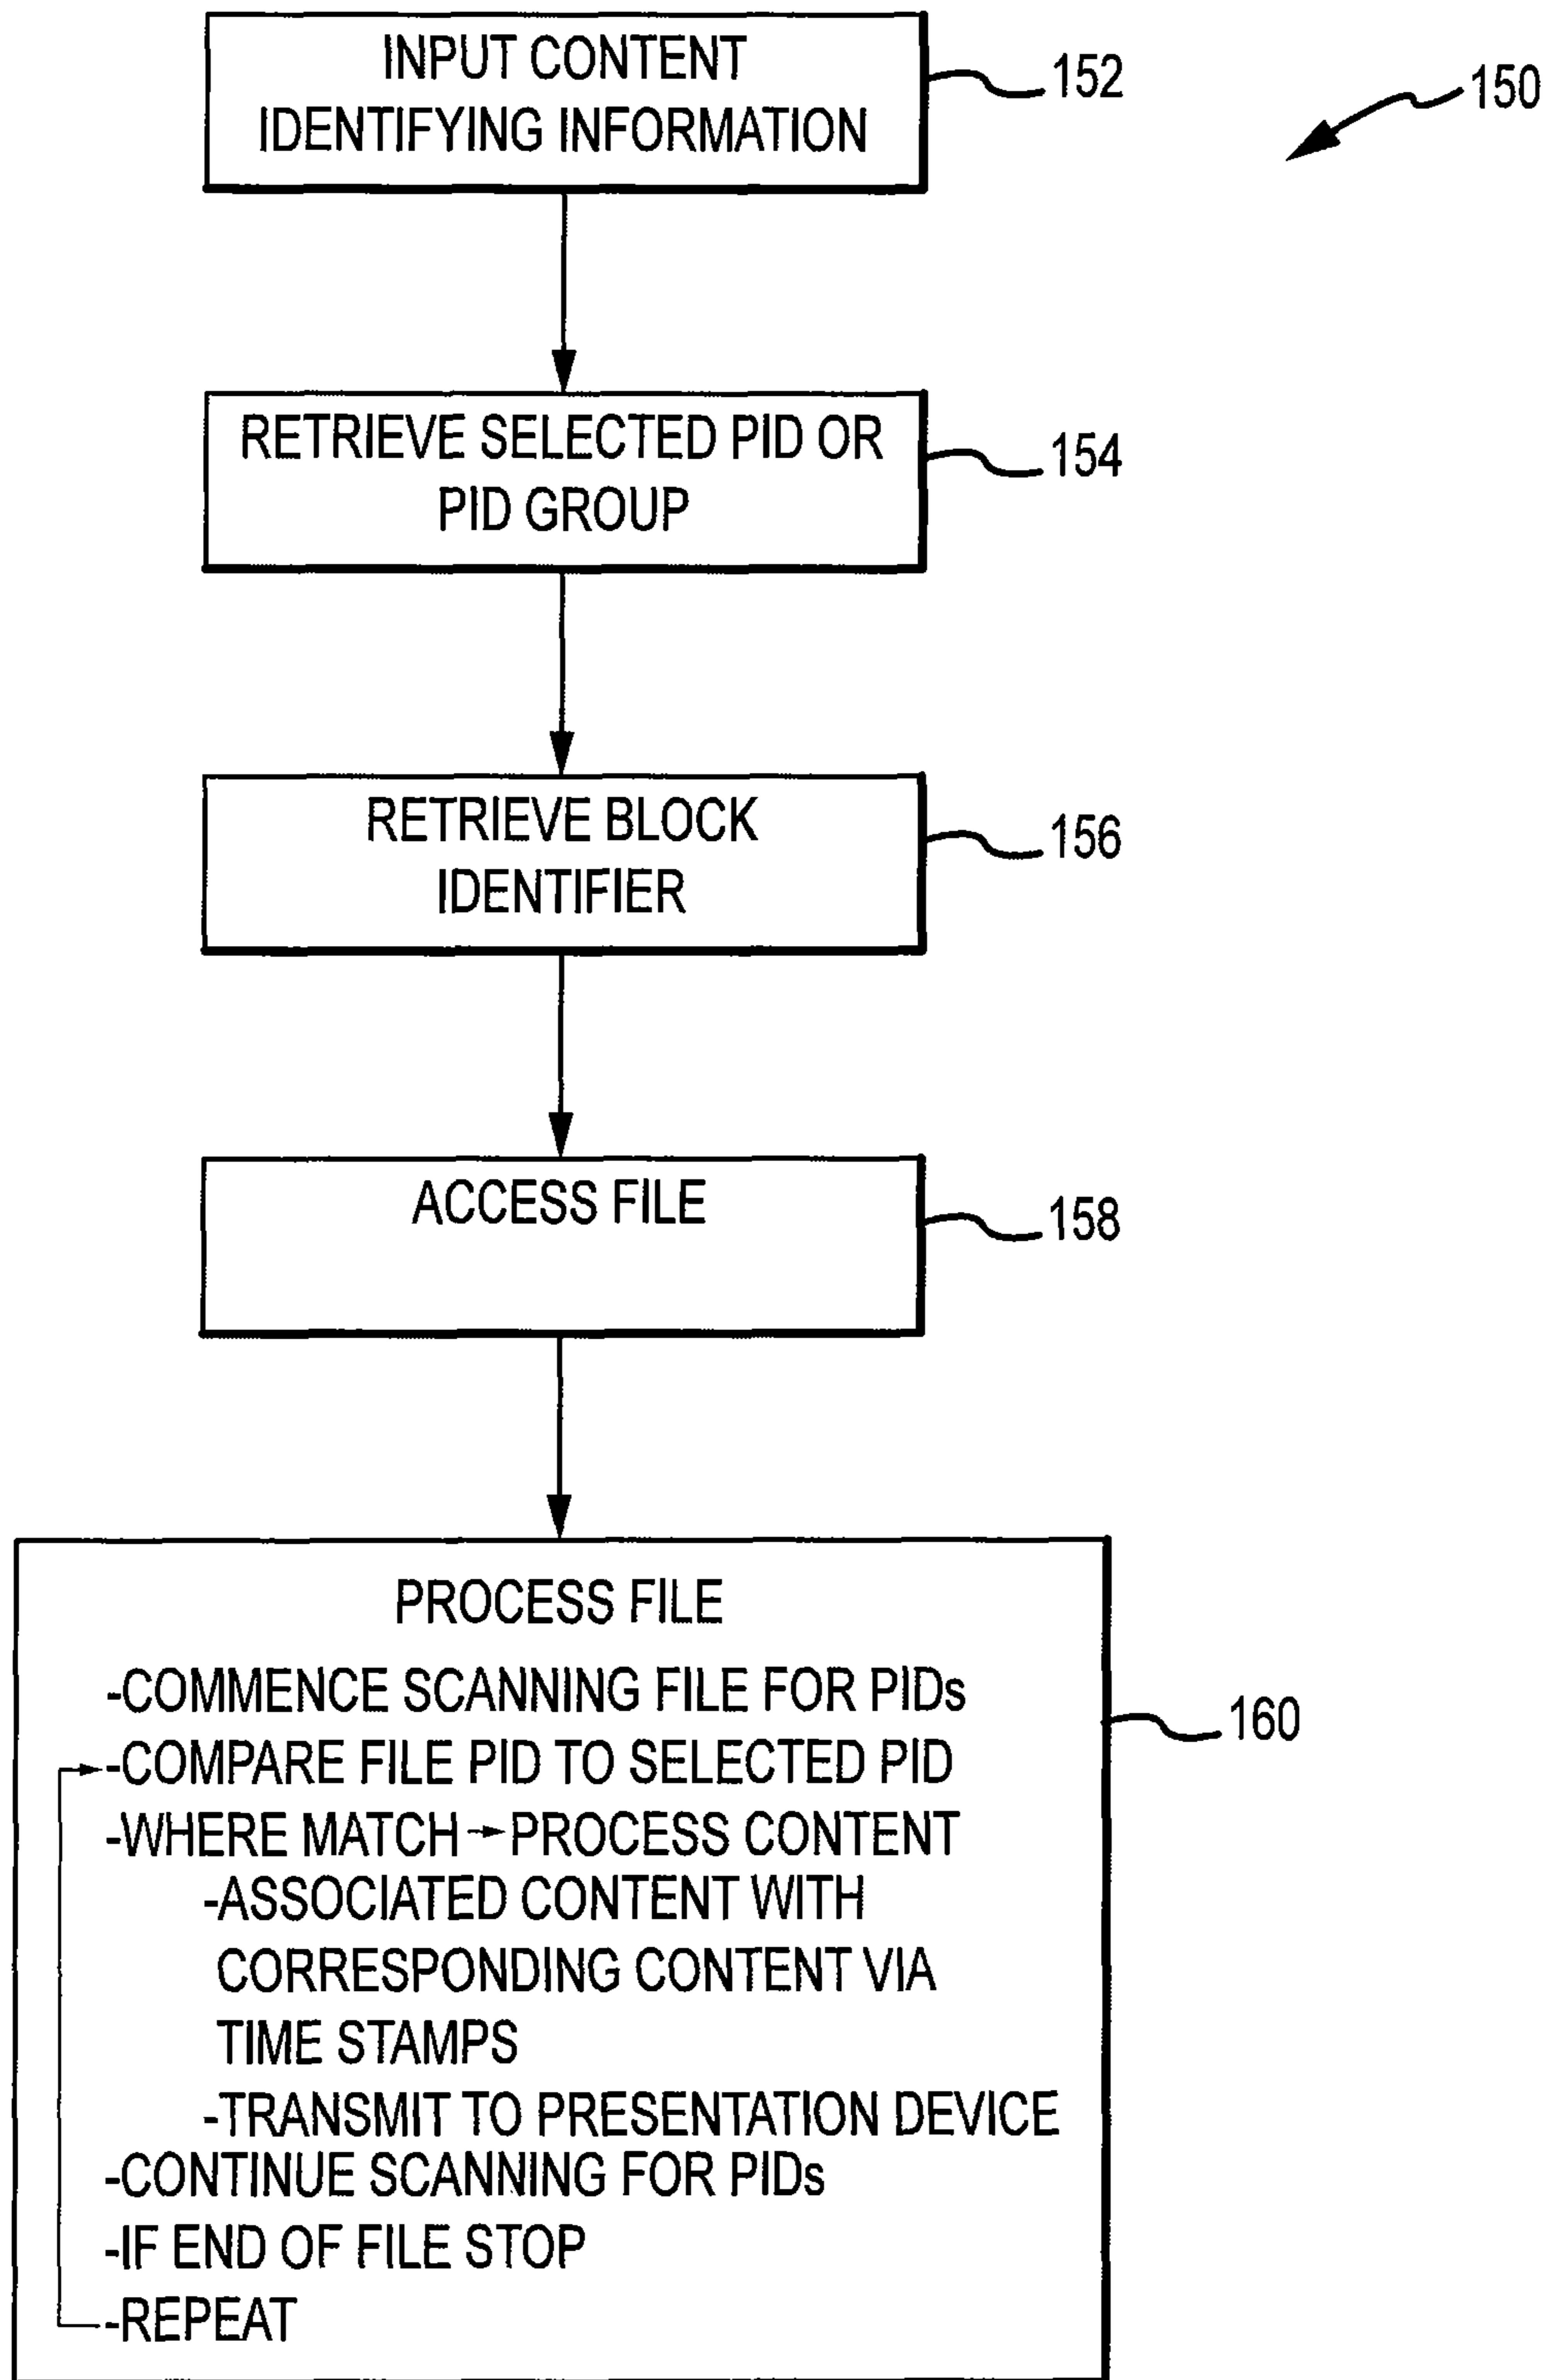 INPUT CONTENT
IDENTIFYING INFORMATION
152
150
RETRIEVE SELECTED PID OR
PID GROUP
154
RETRIEVE BLOCK
IDENTIFIER
156
ACCESS FILE
158
PROCESS FILE
-COMMENCE SCANNING FILE FOR PIDs
-COMPARE FILE PID TO SELECTED PID
-WHERE MATCH → PROCESS CONTENT
-ASSOCIATED CONTENT WITH
CORRESPONDING CONTENT VIA
TIME STAMPS
-TRANSMIT TO PRESENTATION DEVICE
-CONTINUE SCANNING FOR PIDs
-IF END OF FILE STOP
-REPEAT
160